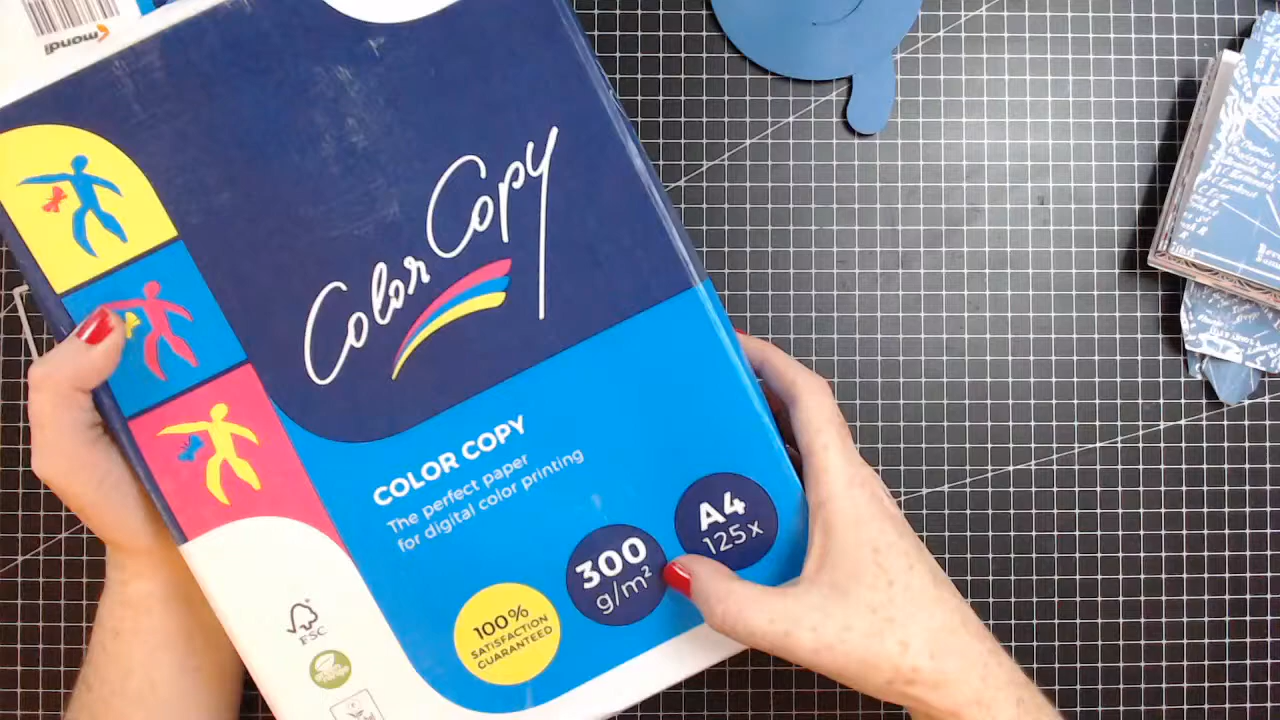 mondi
Color Copy
COLOR COPY
The perfect paper
for digital color printing
A4
125x
300
g/m²
100%
SATISFACTION
GUARANTEED
FSC